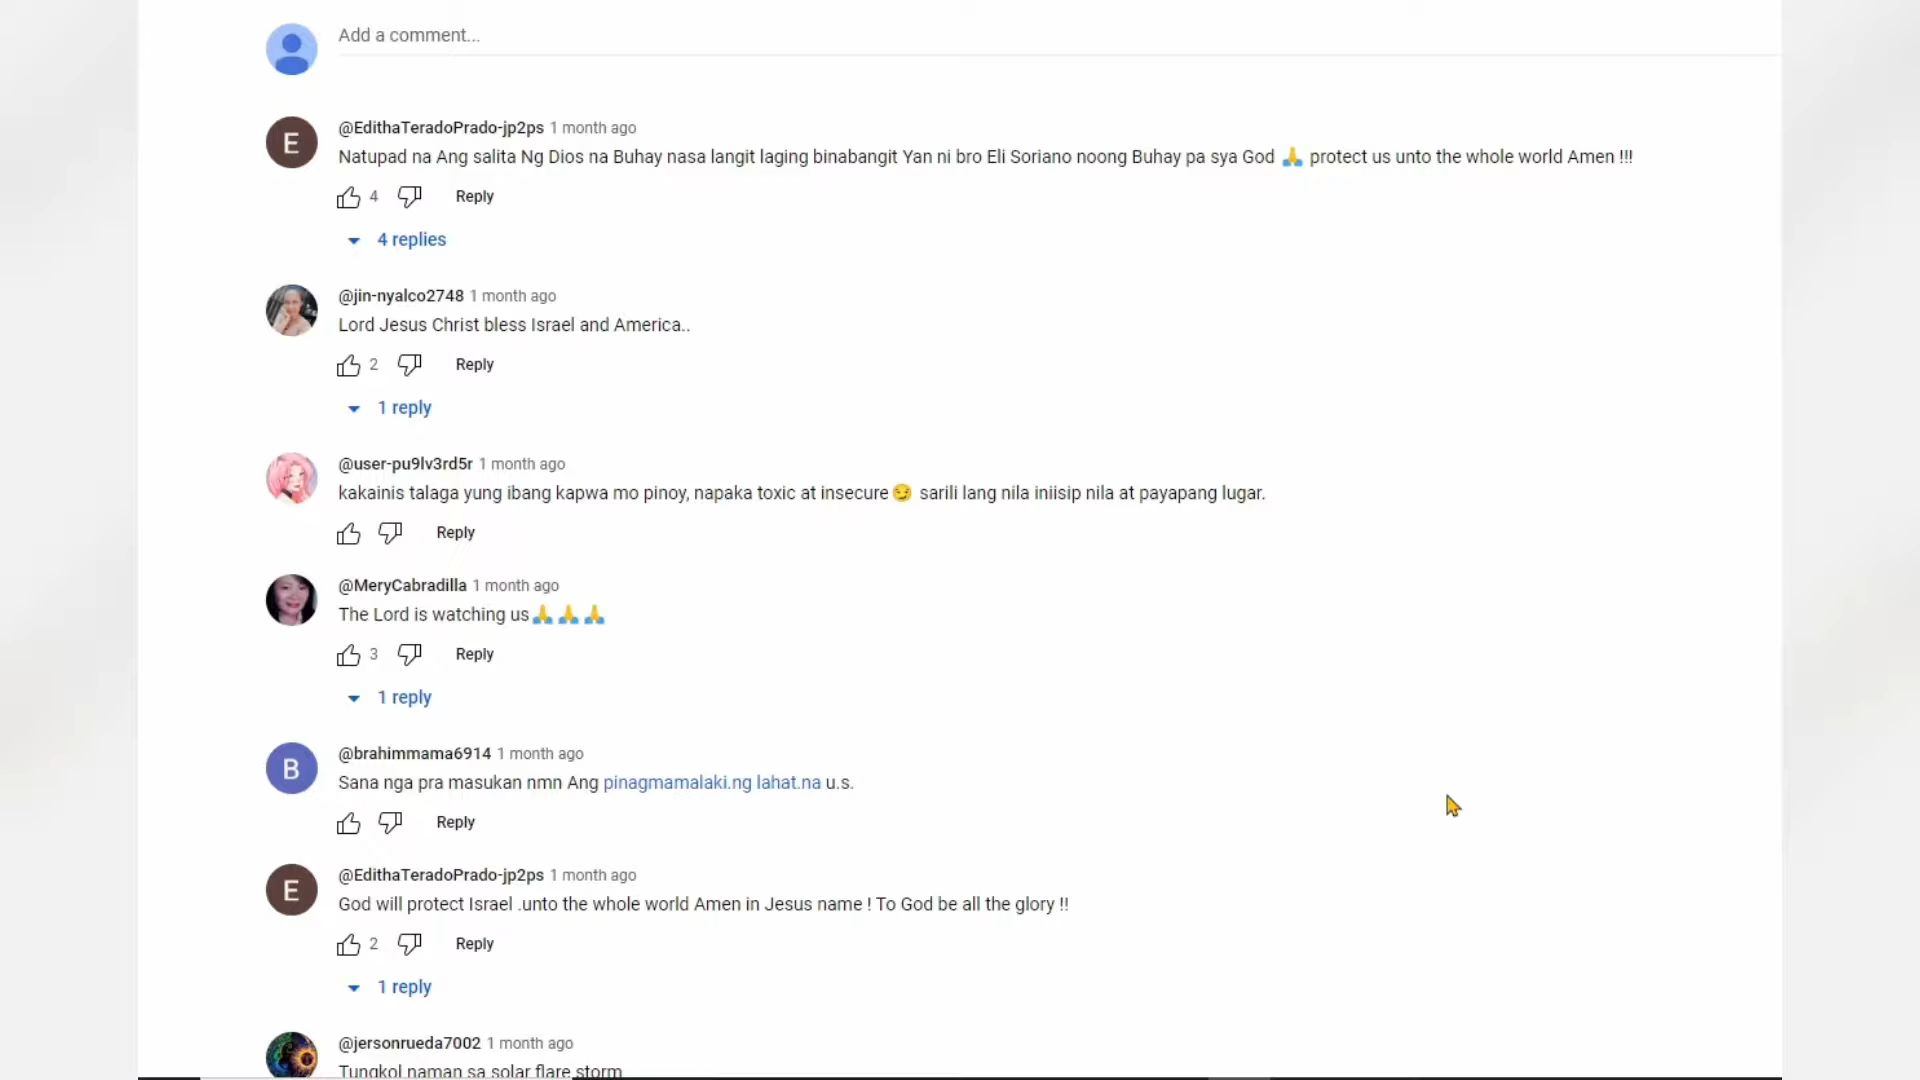 Add a comment...
E
@EdithaTeradoPrado-jp2ps 1 month ago
Natupad na Ang salita Ng Dios na Buhay nasa langit laging binabangit Yan ni bro Eli Soriano noong Buhay pa sya God 🙏 protect us unto the whole world Amen !!!
4 Reply
4 replies
@jin-nyalco2748 1 month ago
Lord Jesus Christ bless Israel and America..
2 Reply
1 reply
@user-pu9lv3rd5r 1 month ago
kakainis talaga yung ibang kapwa mo pinoy, napaka toxic at insecure😏 sarili lang nila iniisip nila at payapang lugar.
Reply
@MeryCabradilla 1 month ago
The Lord is watching us🙏🙏🙏
3 Reply
1 reply
B
@brahimmama6914 1 month ago
Sana nga pra masukan nmn Ang pinagmamalaki.ng lahat.na u.s.
Reply
E
@EdithaTeradoPrado-jp2ps 1 month ago
God will protect Israel .unto the whole world Amen in Jesus name ! To God be all the glory !!
2 Reply
1 reply
@jersonrueda7002 1 month ago
Tungkol naman sa solar flare storm